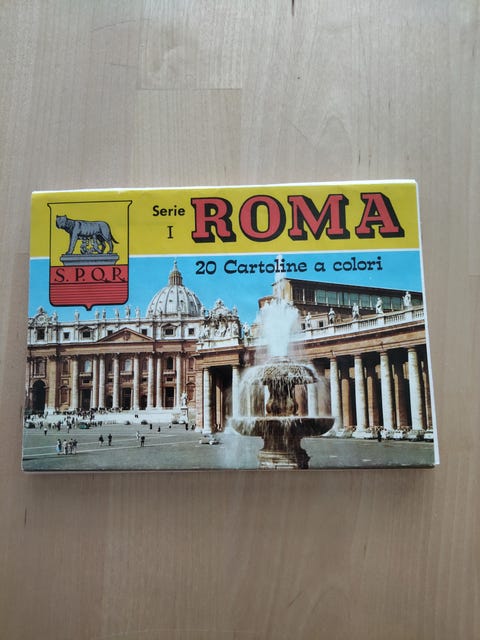 Serie
I
ROMA
20 Cartoline a colori
S.P.Q.R.